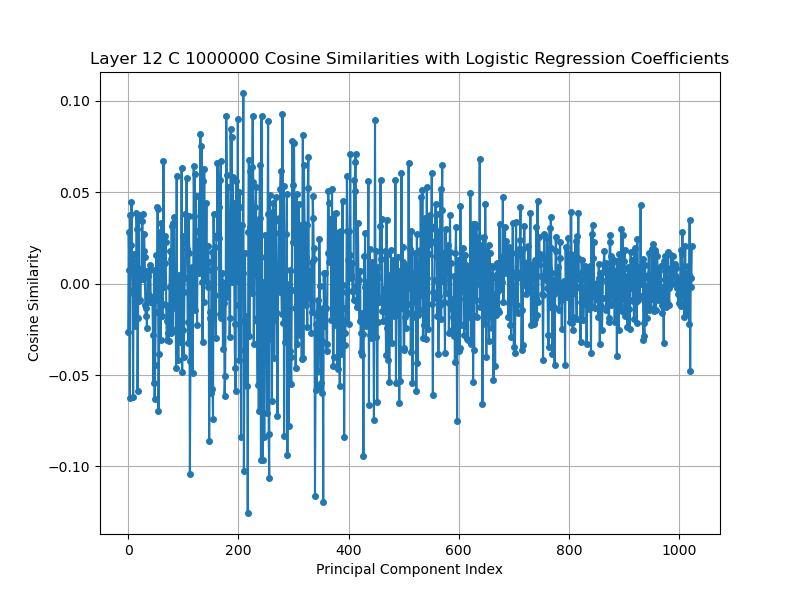 Layer 12 C 1000000 Cosine Similarities with Logistic Regression Coefficients
0.10
0.05
0.00
−0.05
−0.10
Cosine Similarity
0 200 400 600 800 1000
Principal Component Index